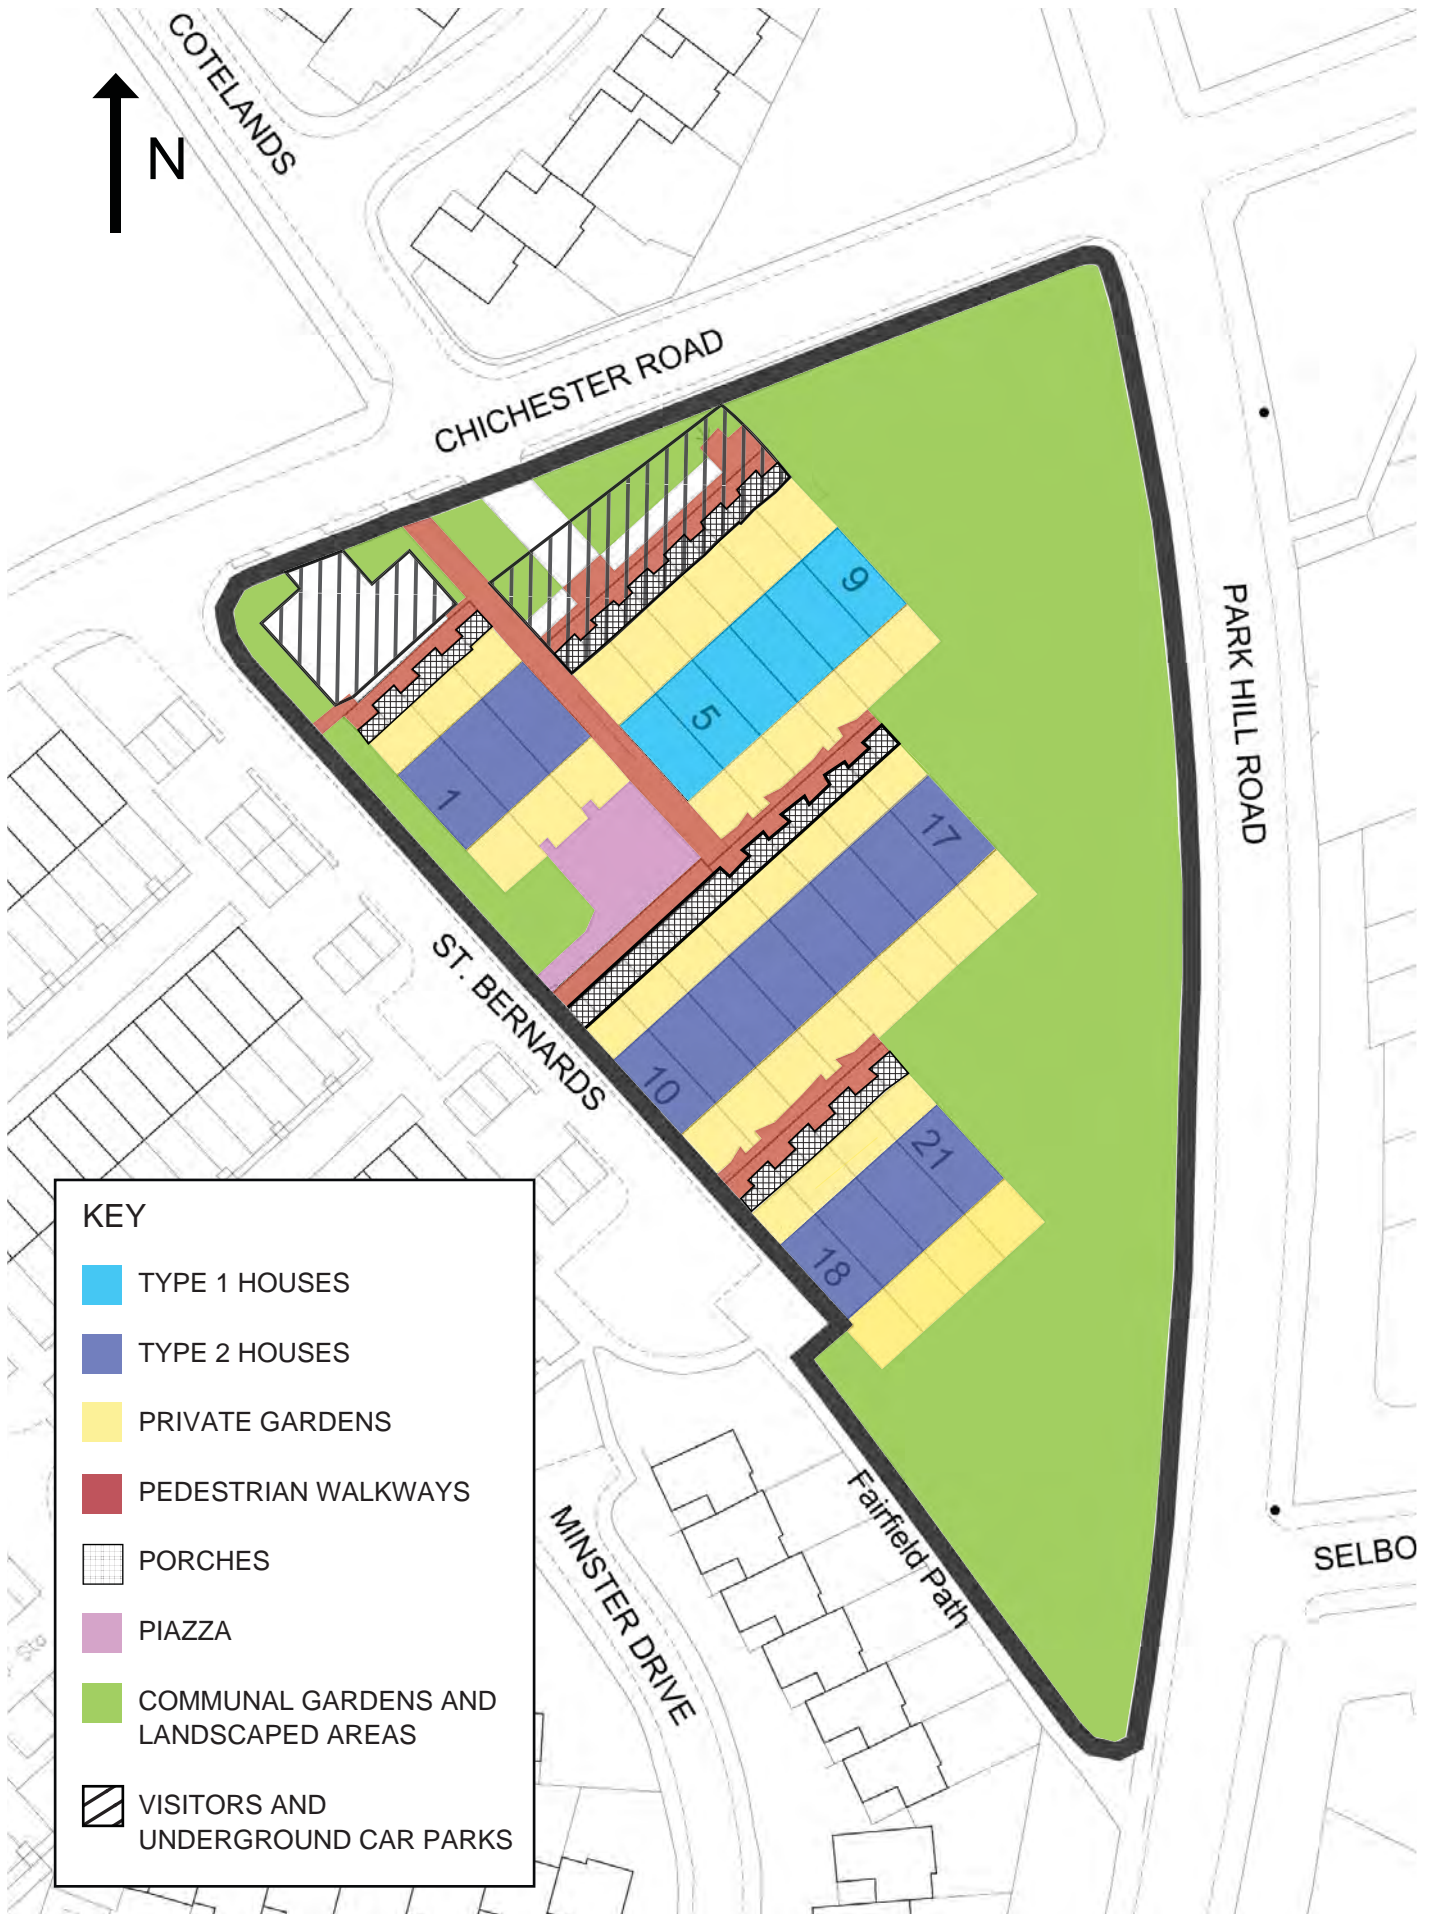 COTELANDS
N
CHICHESTER ROAD
PARK HILL ROAD
9
5
1
17
10
21
18
ST. BERNARDS
MINSTER DRIVE
Fairfield Path
SELBO
KEY
TYPE 1 HOUSES
TYPE 2 HOUSES
PRIVATE GARDENS
PEDESTRIAN WALKWAYS
PORCHES
PIAZZA
COMMUNAL GARDENS AND
LANDSCAPED AREAS
VISITORS AND
UNDERGROUND CAR PARKS